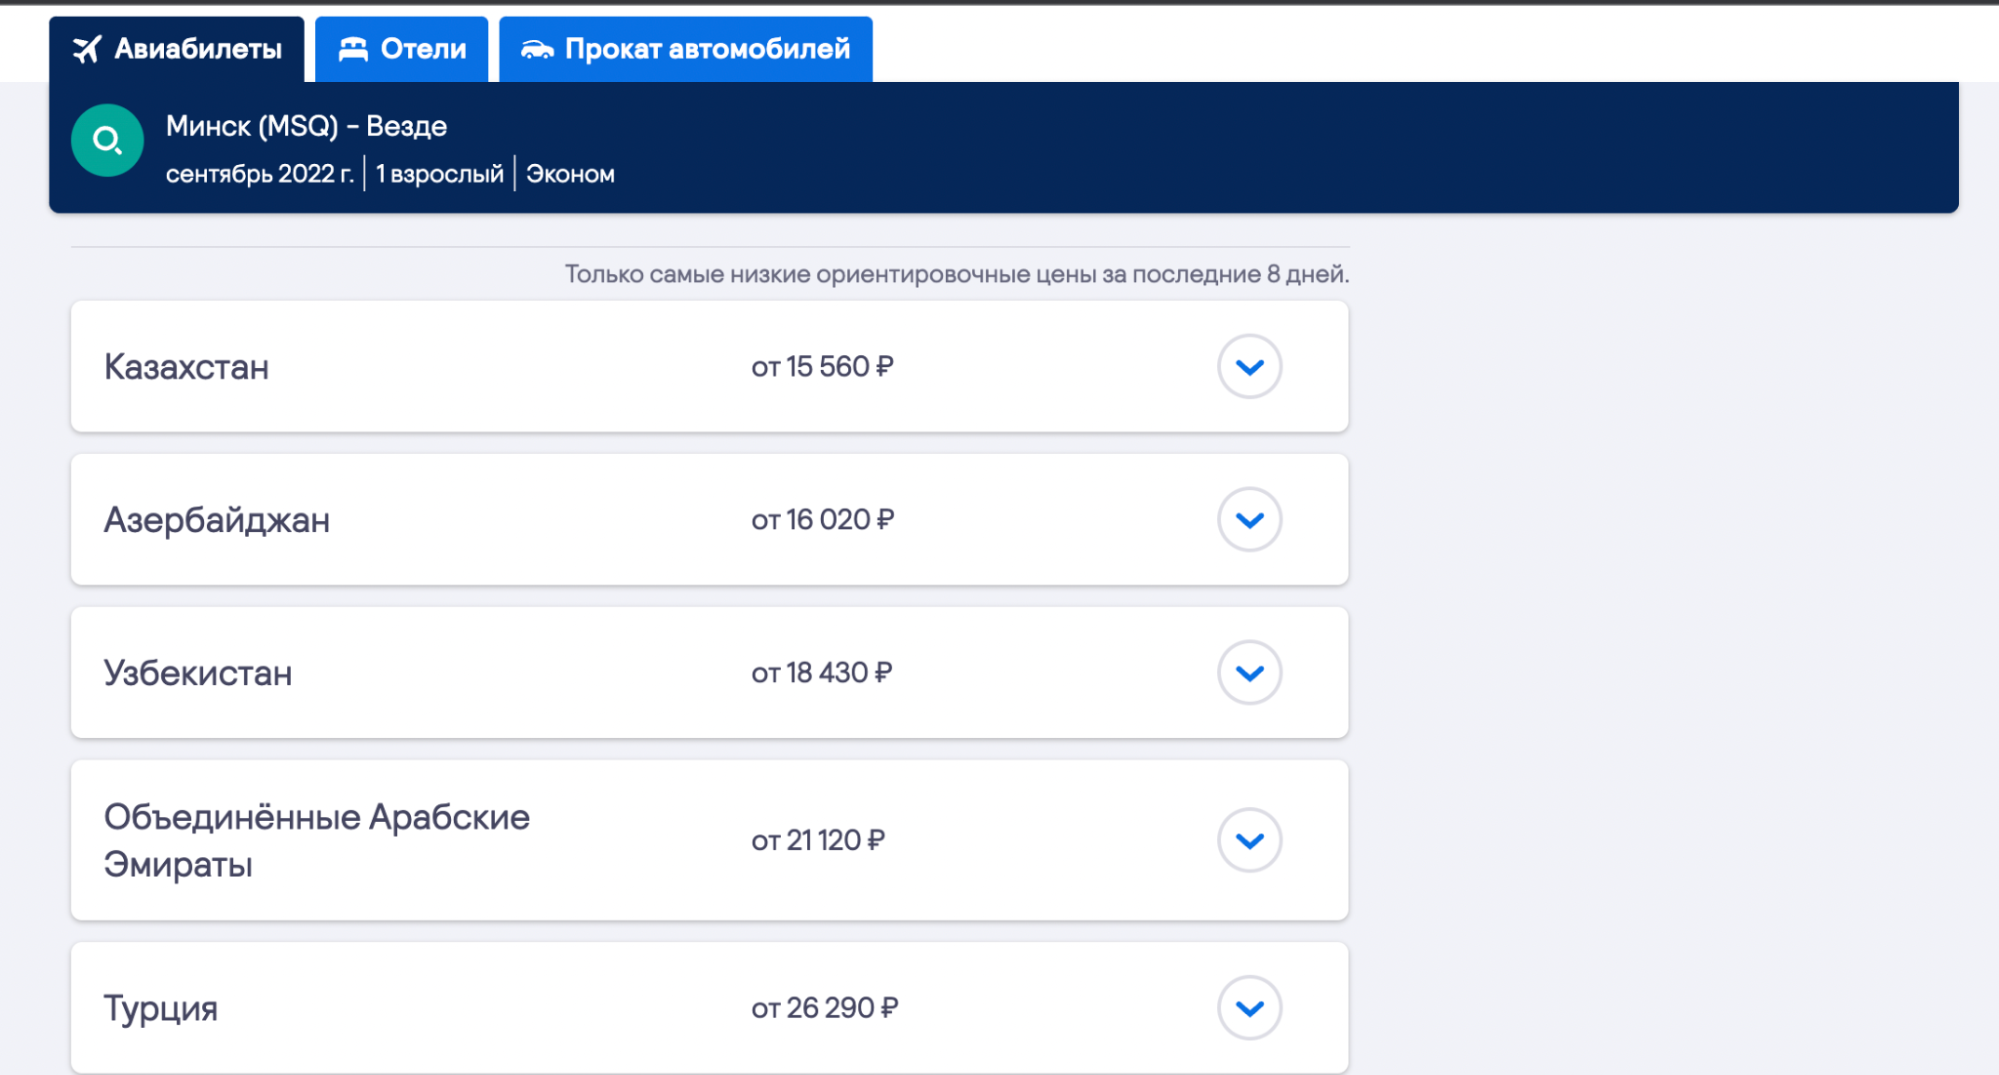 Авиабилеты Отели Прокат автомобилей
Минск (MSQ) – Везде
сентябрь 2022 г. | 1 взрослый | Эконом
Только самые низкие ориентировочные цены за последние 8 дней.
Казахстан от 15 560 ₽
Азербайджан от 16 020 ₽
Узбекистан от 18 430 ₽
Объединённые Арабские
Эмираты
от 21 120 ₽
Турция от 26 290 ₽